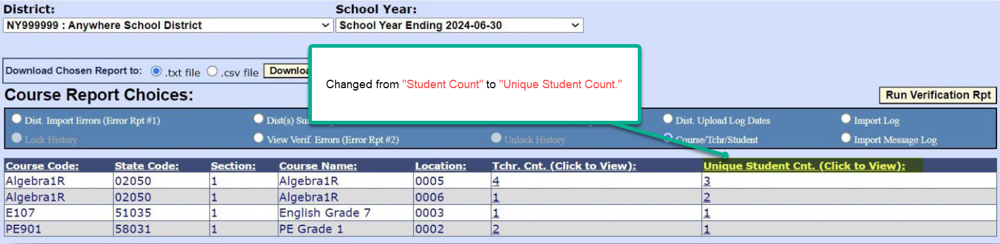 District: School Year:
NY999999 : Anywhere School District School Year Ending 2024-06-30
Download Chosen Report to: .txt file .csv file
Changed from "Student Count" to "Unique Student Count."
Course Report Choices: Run Verification Rpt
Dist. Import Errors (Error Rpt #1) Dist(s) Dist. Upload Log Dates Import Log
Lock History View Verif. Errors (Error Rpt #2) Unlock History Course/Tchr/Student Import Message Log
Course Code: State Code: Section: Course Name: Location: Tchr. Cnt. (Click to View): Unique Student Cnt. (Click to View):
Algebra1R 02050 1 Algebra1R 0005 4 3
Algebra1R 02050 1 Algebra1R 0006 1 2
E107 51035 1 English Grade 7 0003 1 1
PE901 58031 1 PE Grade 1 0002 2 1